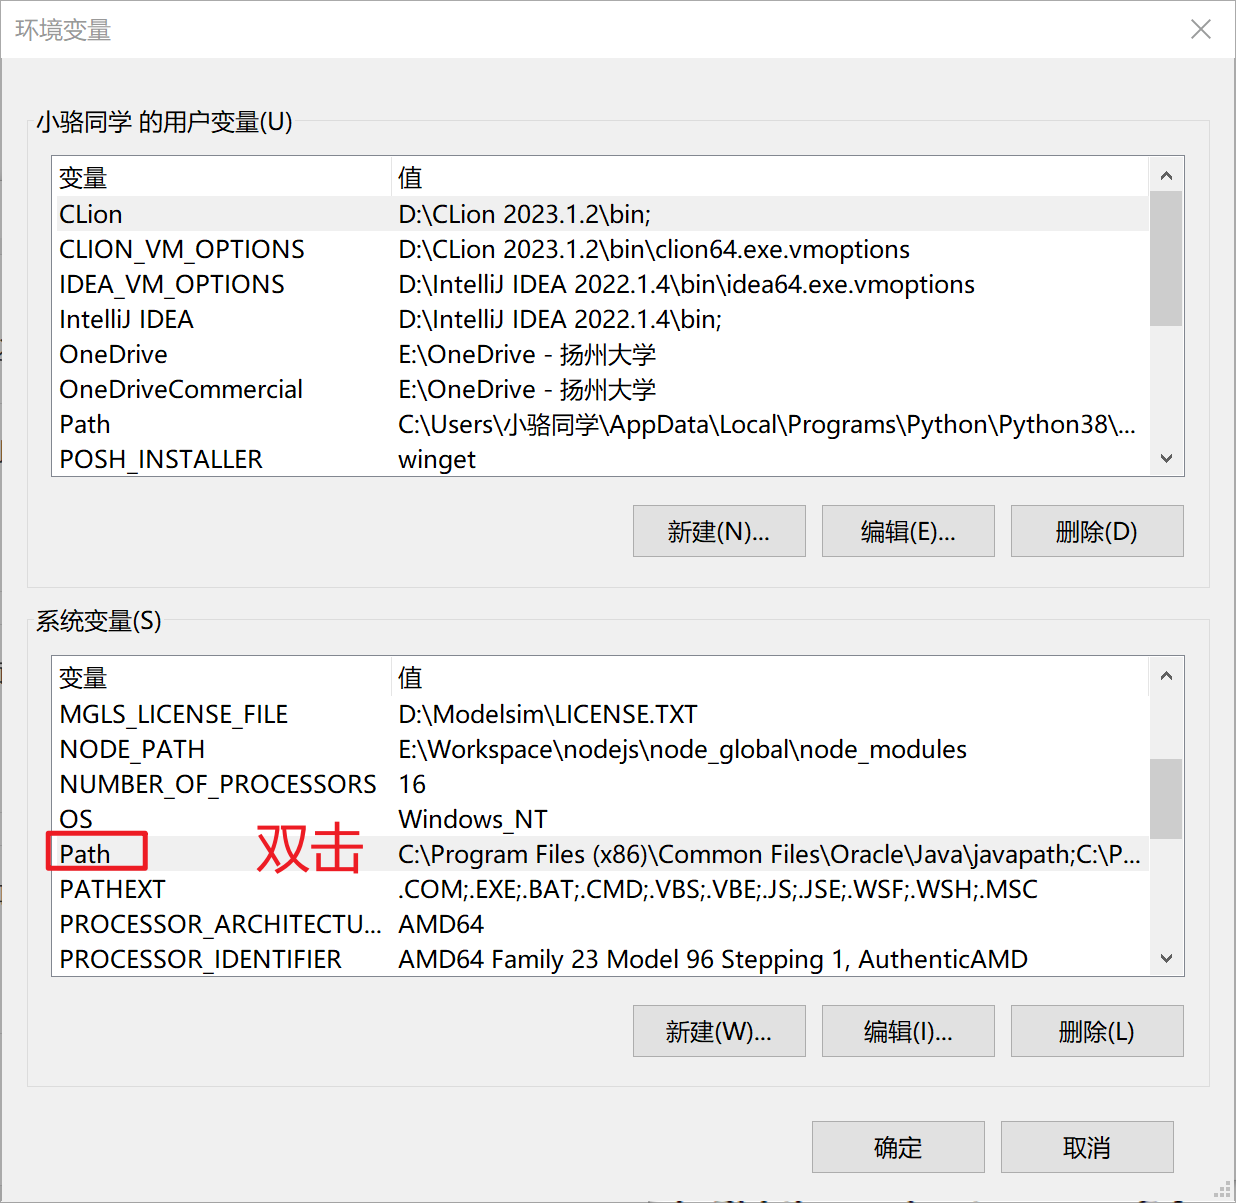 环境变量
小骆同学 的用户变量(U)
变量 值
CLion D:\CLion 2023.1.2\bin;
CLION_VM_OPTIONS D:\CLion 2023.1.2\bin\clion64.exe.vmoptions
IDEA_VM_OPTIONS D:\IntelliJ IDEA 2022.1.4\bin\idea64.exe.vmoptions
IntelliJ IDEA D:\IntelliJ IDEA 2022.1.4\bin;
OneDrive E:\OneDrive - 扬州大学
OneDriveCommercial E:\OneDrive - 扬州大学
Path C:\Users\小骆同学\AppData\Local\Programs\Python\Python38\...
POSH_INSTALLER winget
新建(N)... 编辑(E)... 删除(D)
系统变量(S)
变量 值
MGLS_LICENSE_FILE D:\Modelsim\LICENSE.TXT
NODE_PATH E:\Workspace\nodejs\node_global\node_modules
NUMBER_OF_PROCESSORS 16
OS Windows_NT
Path 双击 C:\Program Files (x86)\Common Files\Oracle\Java\javapath;C:\P...
PATHEXT .COM;.EXE;.BAT;.CMD;.VBS;.VBE;.JS;.JSE;.WSF;.WSH;.MSC
PROCESSOR_ARCHITECTU... AMD64
PROCESSOR_IDENTIFIER AMD64 Family 23 Model 96 Stepping 1, AuthenticAMD
新建(W)... 编辑(I)... 删除(L)
确定 取消